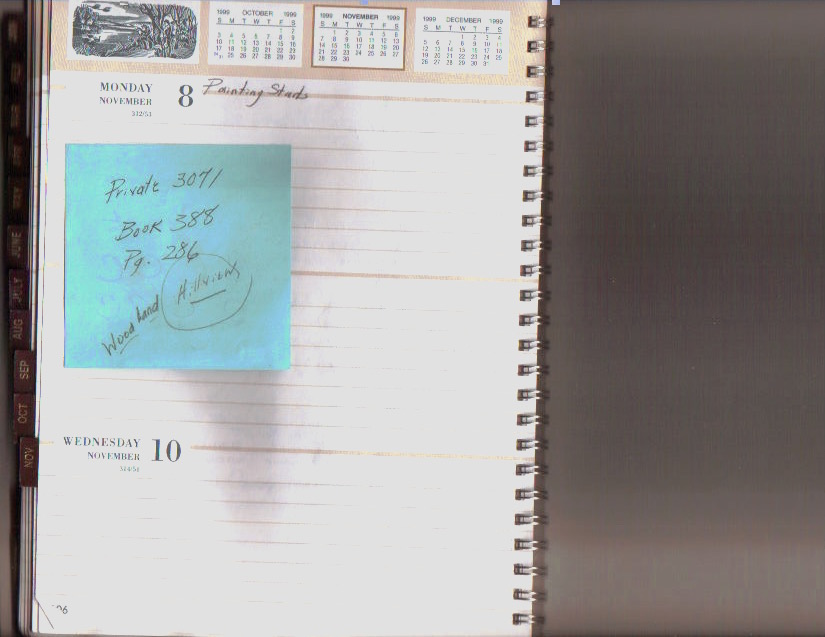 1999 OCTOBER 1999
S M T W T F S
1 2
3 4 5 6 7 8 9
10 11 12 13 14 15 16
17 18 19 20 21 22 23
25 26 27 28 29 30
1999 NOVEMBER 1999
S M T W T F S
1 2 3 4 5 6
7 8 9 10 11 12 13
14 15 16 17 18 19 20
21 22 23 24 25 26 27
28 29 30
1999 DECEMBER 1999
S M T W T F S
1 2 3 4
5 6 7 8 9 10 11
12 13 14 15 16 17 18
19 20 21 22 23 24 25
26 27 28 29 30 31
MONDAY 8 Painting Starts
NOVEMBER
312/53
Private 3071
Book 388
Pg. 286
Hillview
Woodland
WEDNESDAY 10
NOVEMBER
314/51
JUNE
JULY
AUG
SEP
OCT
NOV